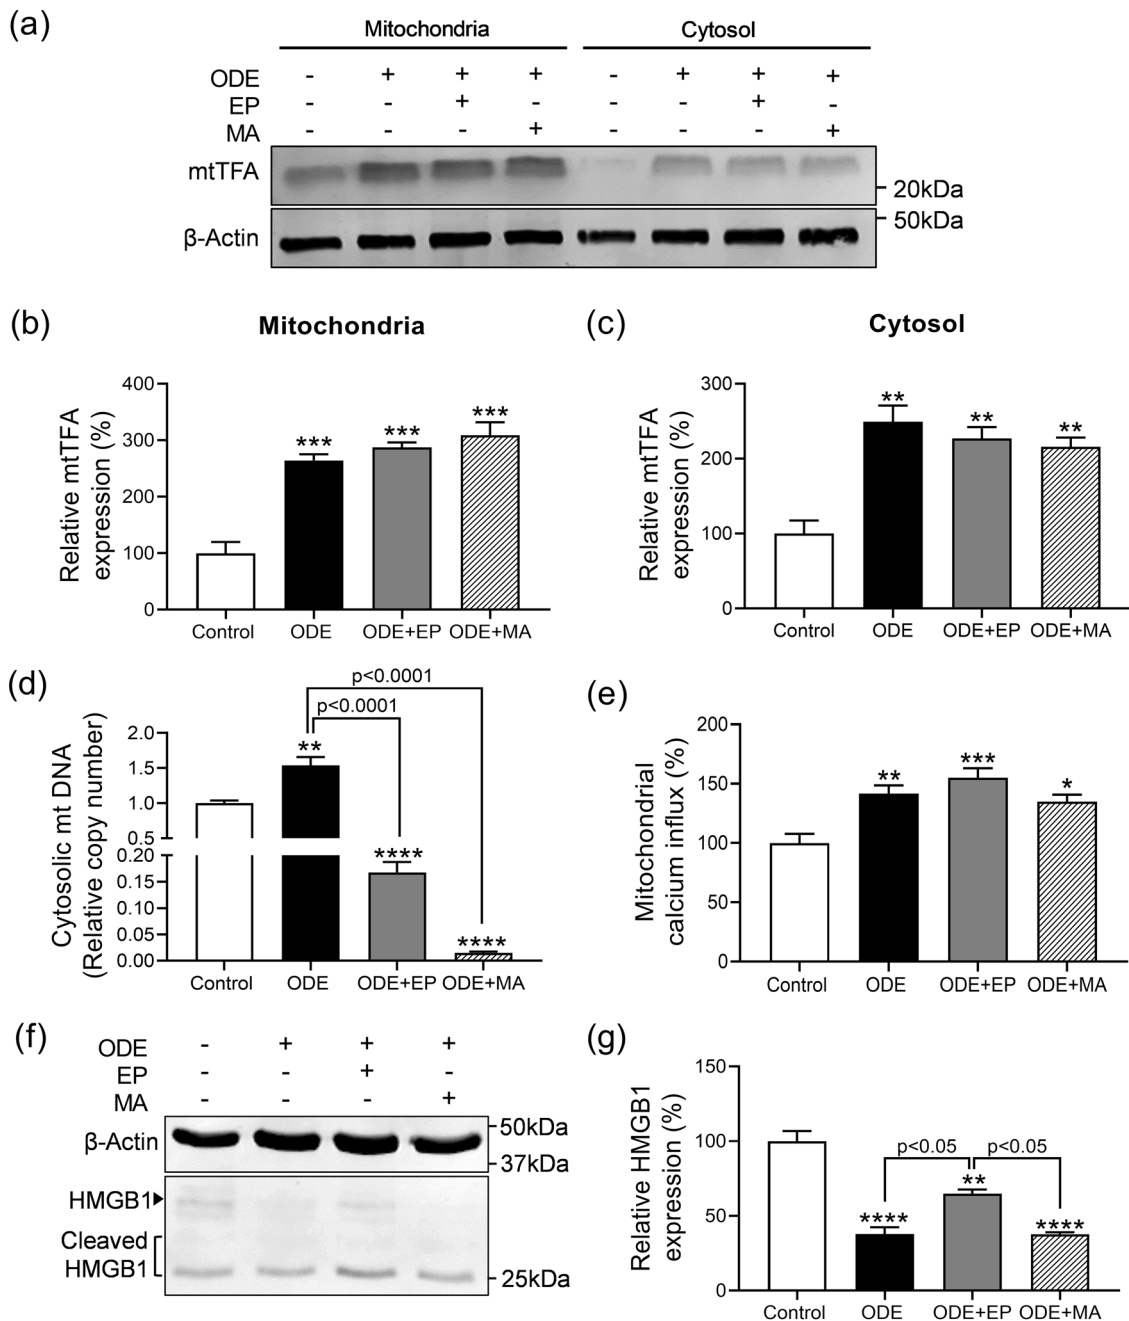 (a)
Mitochondria Cytosol
ODE - + + + - + + +
EP - - + - - - + -
MA - - - + - - - +
mtTFA
20kDa
50kDa
β-Actin
(b)
Mitochondria
Relative mtTFA
expression (%)
400
300
200
100
0
*** *** ***
Control ODE ODE+EP ODE+MA
(c)
Cytosol
Relative mtTFA
expression (%)
300
200
100
0
** ** **
Control ODE ODE+EP ODE+MA
(d)
Cytosolic mt DNA
(Relative copy number)
p<0.0001
p<0.0001
2.0
1.5
1.0
0.5
0.20
0.15
0.10
0.05
0.00
** **** ****
Control ODE ODE+EP ODE+MA
(e)
Mitochondrial
calcium influx (%)
200
150
100
50
0
** *** *
Control ODE ODE+EP ODE+MA
(f)
ODE - + + +
EP - - + -
MA - - - +
β-Actin
50kDa
37kDa
HMGB1
Cleaved
HMGB1
25kDa
(g)
Relative HMGB1
expression (%)
150
100
50
0
p<0.05 p<0.05
**** ** ****
Control ODE ODE+EP ODE+MA